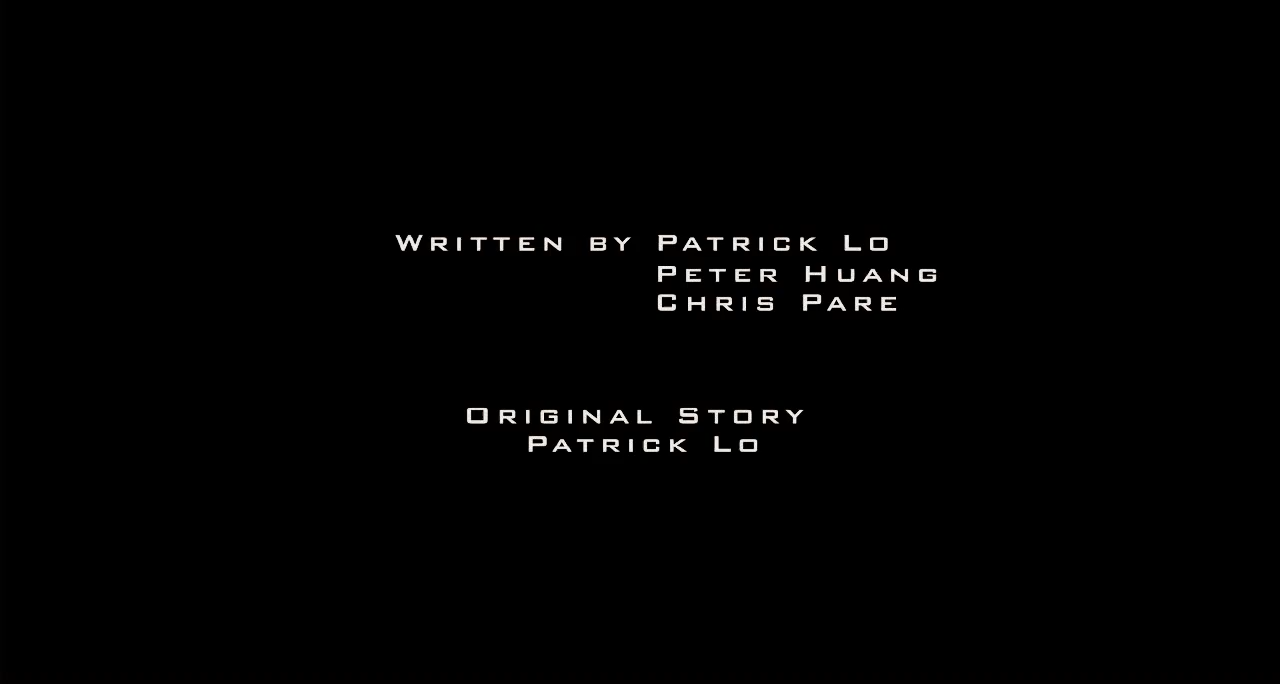 Written by Patrick Lo
Peter Huang
Chris Pare
Original Story
Patrick Lo